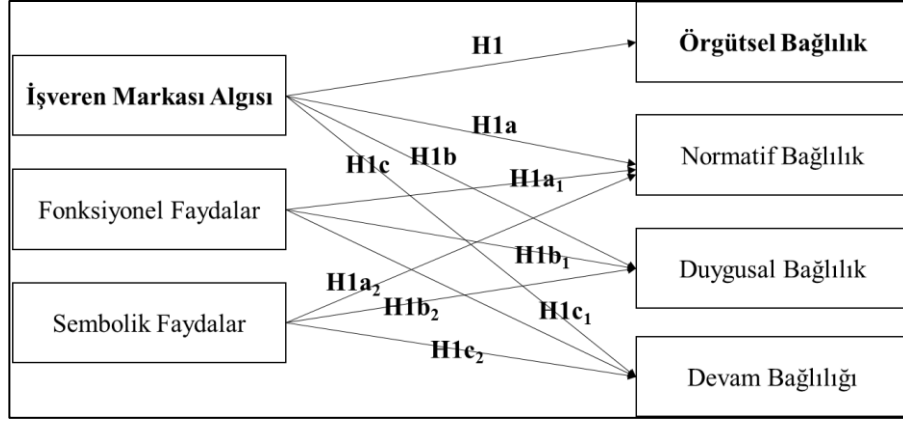 İşveren Markası Algısı
Fonksiyonel Faydalar
Sembolik Faydalar
H1
H1a
H1b
H1c
H1a₁
H1b₁
H1a₂
H1b₂
H1c₁
H1c₂
Örgütsel Bağlılık
Normatif Bağlılık
Duygusal Bağlılık
Devam Bağlılığı